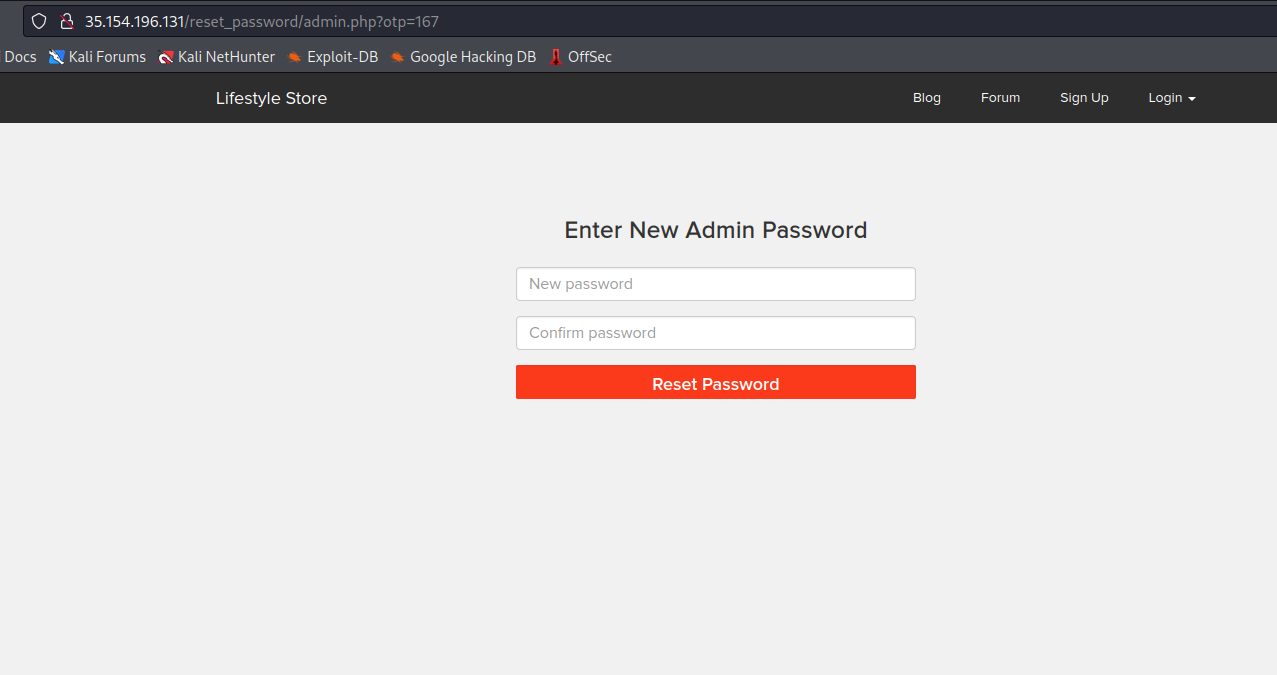 35.154.196.131/reset_password/admin.php?otp=167
Docs Kali Forums Kali NetHunter Exploit-DB Google Hacking DB OffSec
Lifestyle Store Blog Forum Sign Up Login
Enter New Admin Password
New password
Confirm password
Reset Password